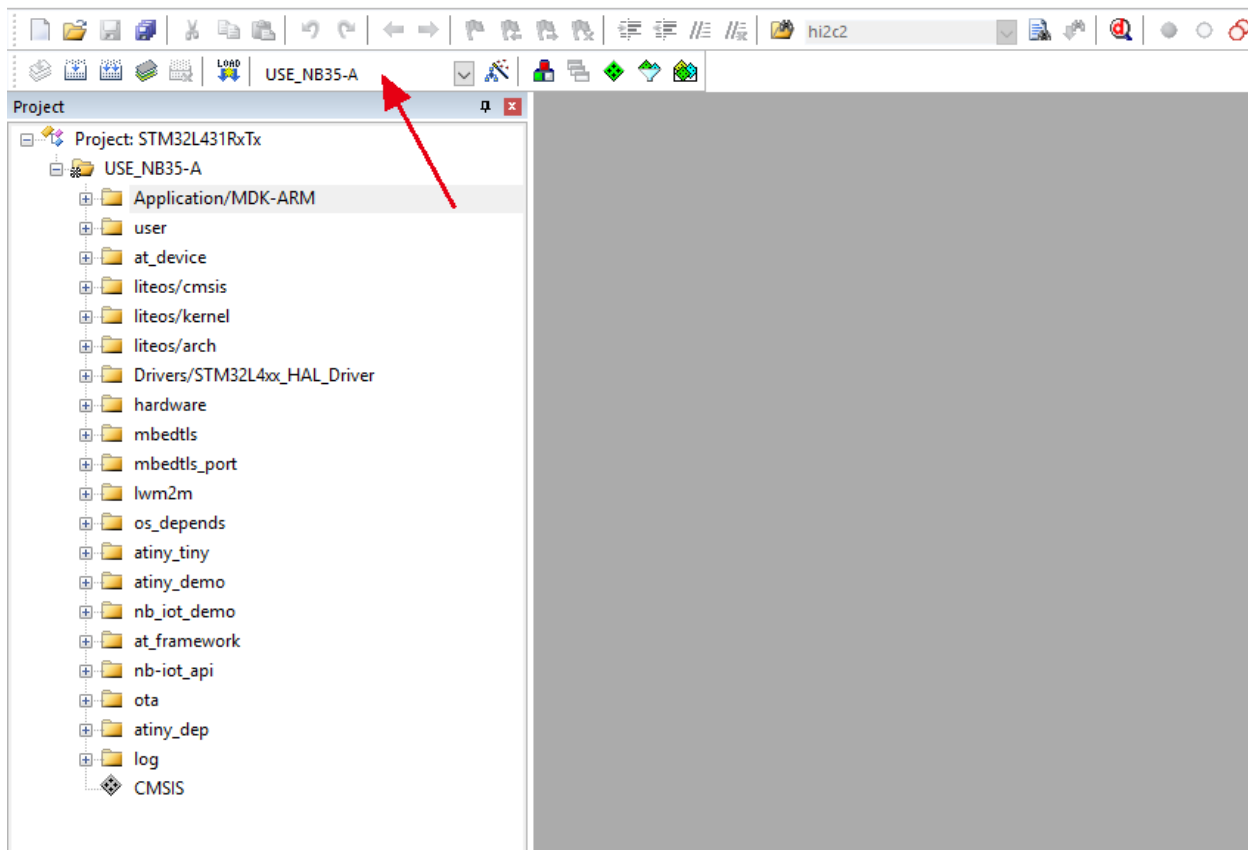 hi2c2
LOAD
USE_NB35-A
Project
Project: STM32L431RxTx
USE_NB35-A
Application/MDK-ARM
user
at_device
liteos/cmsis
liteos/kernel
liteos/arch
Drivers/STM32L4xx_HAL_Driver
hardware
mbedtls
mbedtls_port
lwm2m
os_depends
atiny_tiny
atiny_demo
nb_iot_demo
at_framework
nb-iot_api
ota
atiny_dep
log
CMSIS